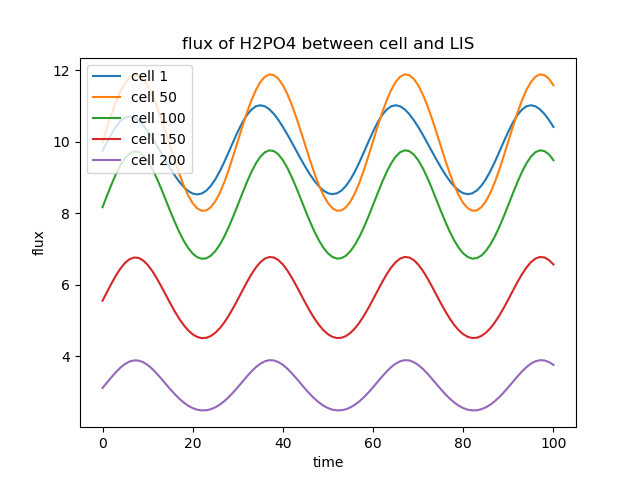 flux of H2PO4 between cell and LIS
cell 1
cell 50
cell 100
cell 150
cell 200
12
10
8
6
4
flux
0 20 40 60 80 100
time